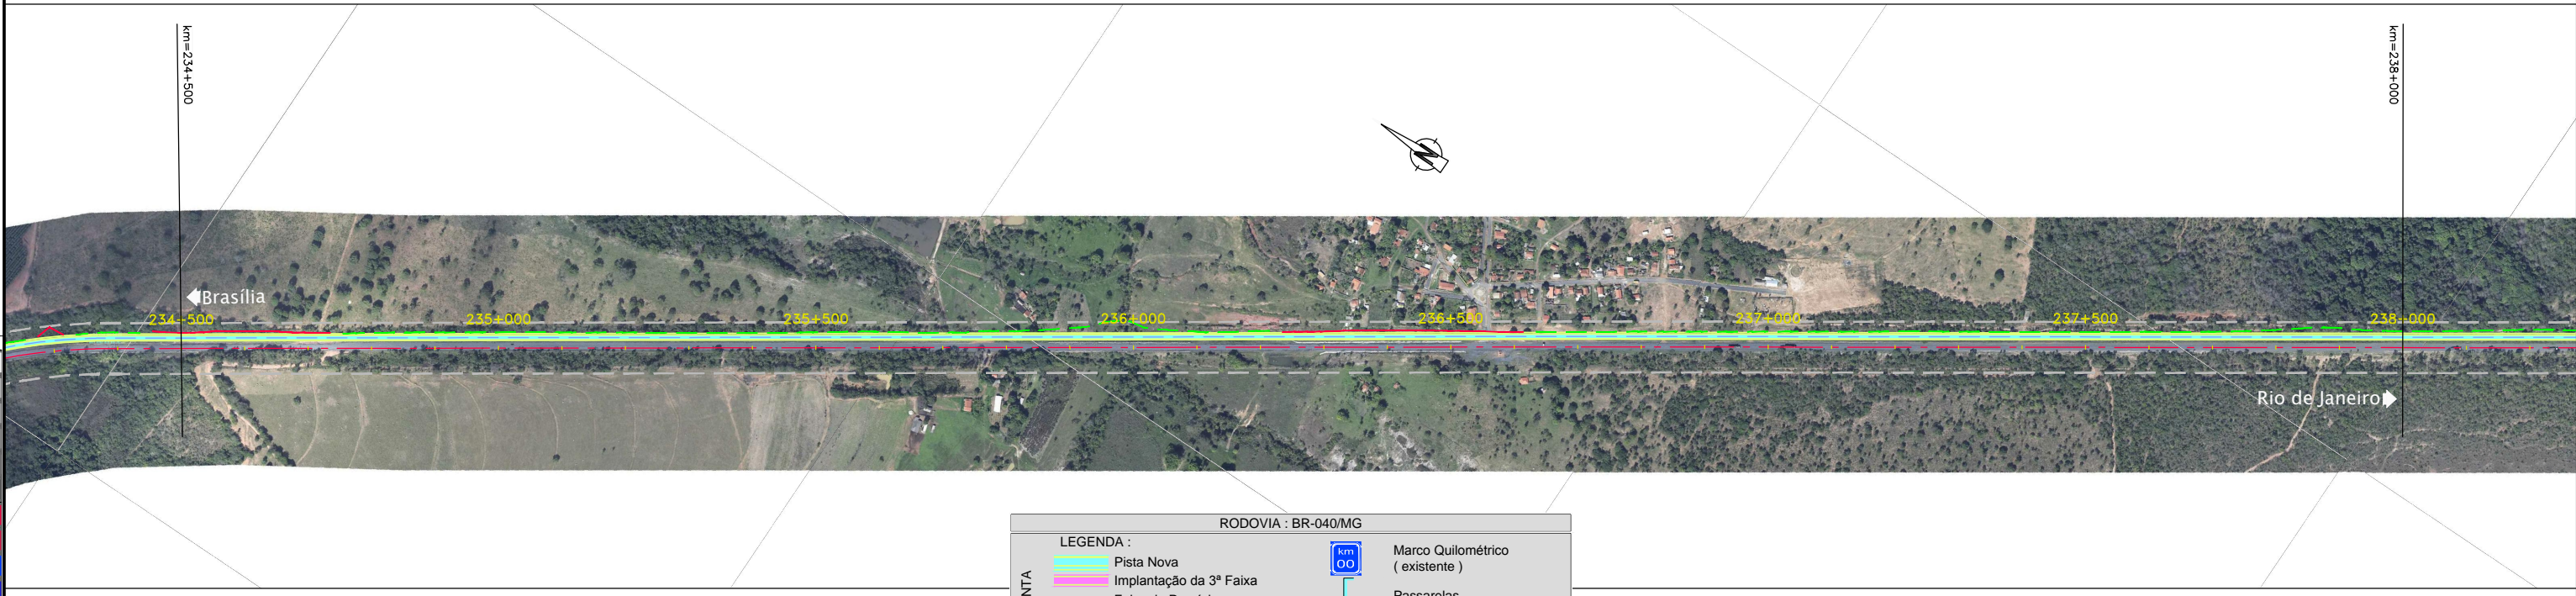 km=234+500
km=238+000
N
Brasília
234+500
235+000
235+500
236+000
236+500
237+000
237+500
238+000
Rio de Janeiro
RODOVIA : BR-040/MG
LEGENDA :
Pista Nova
Implantação da 3ª Faixa
km
00
Marco Quilométrico
( existente )
Passarelas
NTA